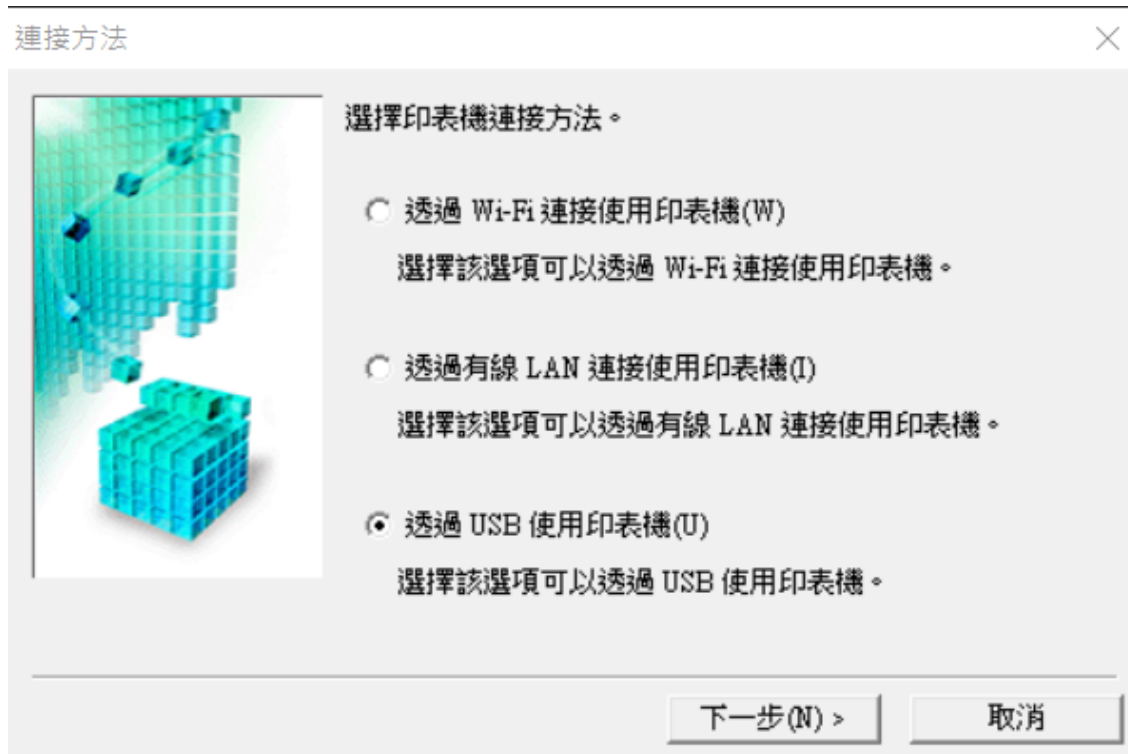 連接方法
選擇印表機連接方法。
透過 Wi-Fi 連接使用印表機(W)
選擇該選項可以透過 Wi-Fi 連接使用印表機。
透過有線 LAN 連接使用印表機(I)
選擇該選項可以透過有線 LAN 連接使用印表機。
透過 USB 使用印表機(U)
選擇該選項可以透過 USB 使用印表機。
下一步(N) >
取消